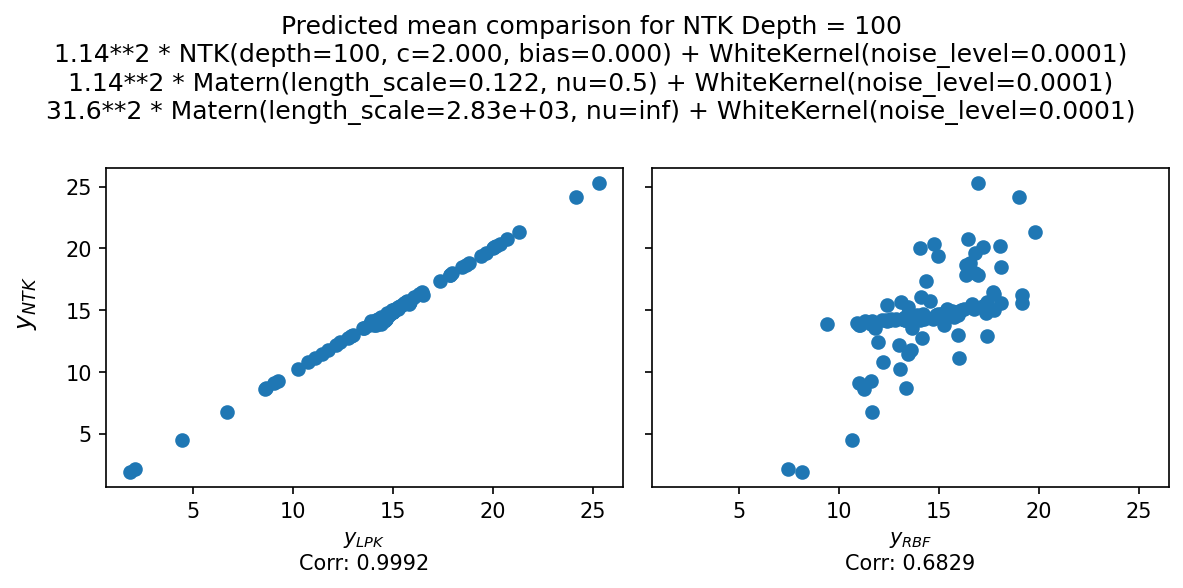 Predicted mean comparison for NTK Depth = 100
1.14**2 * NTK(depth=100, c=2.000, bias=0.000) + WhiteKernel(noise_level=0.0001)
1.14**2 * Matern(length_scale=0.122, nu=0.5) + WhiteKernel(noise_level=0.0001)
31.6**2 * Matern(length_scale=2.83e+03, nu=inf) + WhiteKernel(noise_level=0.0001)
y_NTK
25
20
15
10
5
5 10 15 20 25
y_LPK
Corr: 0.9992
5 10 15 20 25
y_RBF
Corr: 0.6829